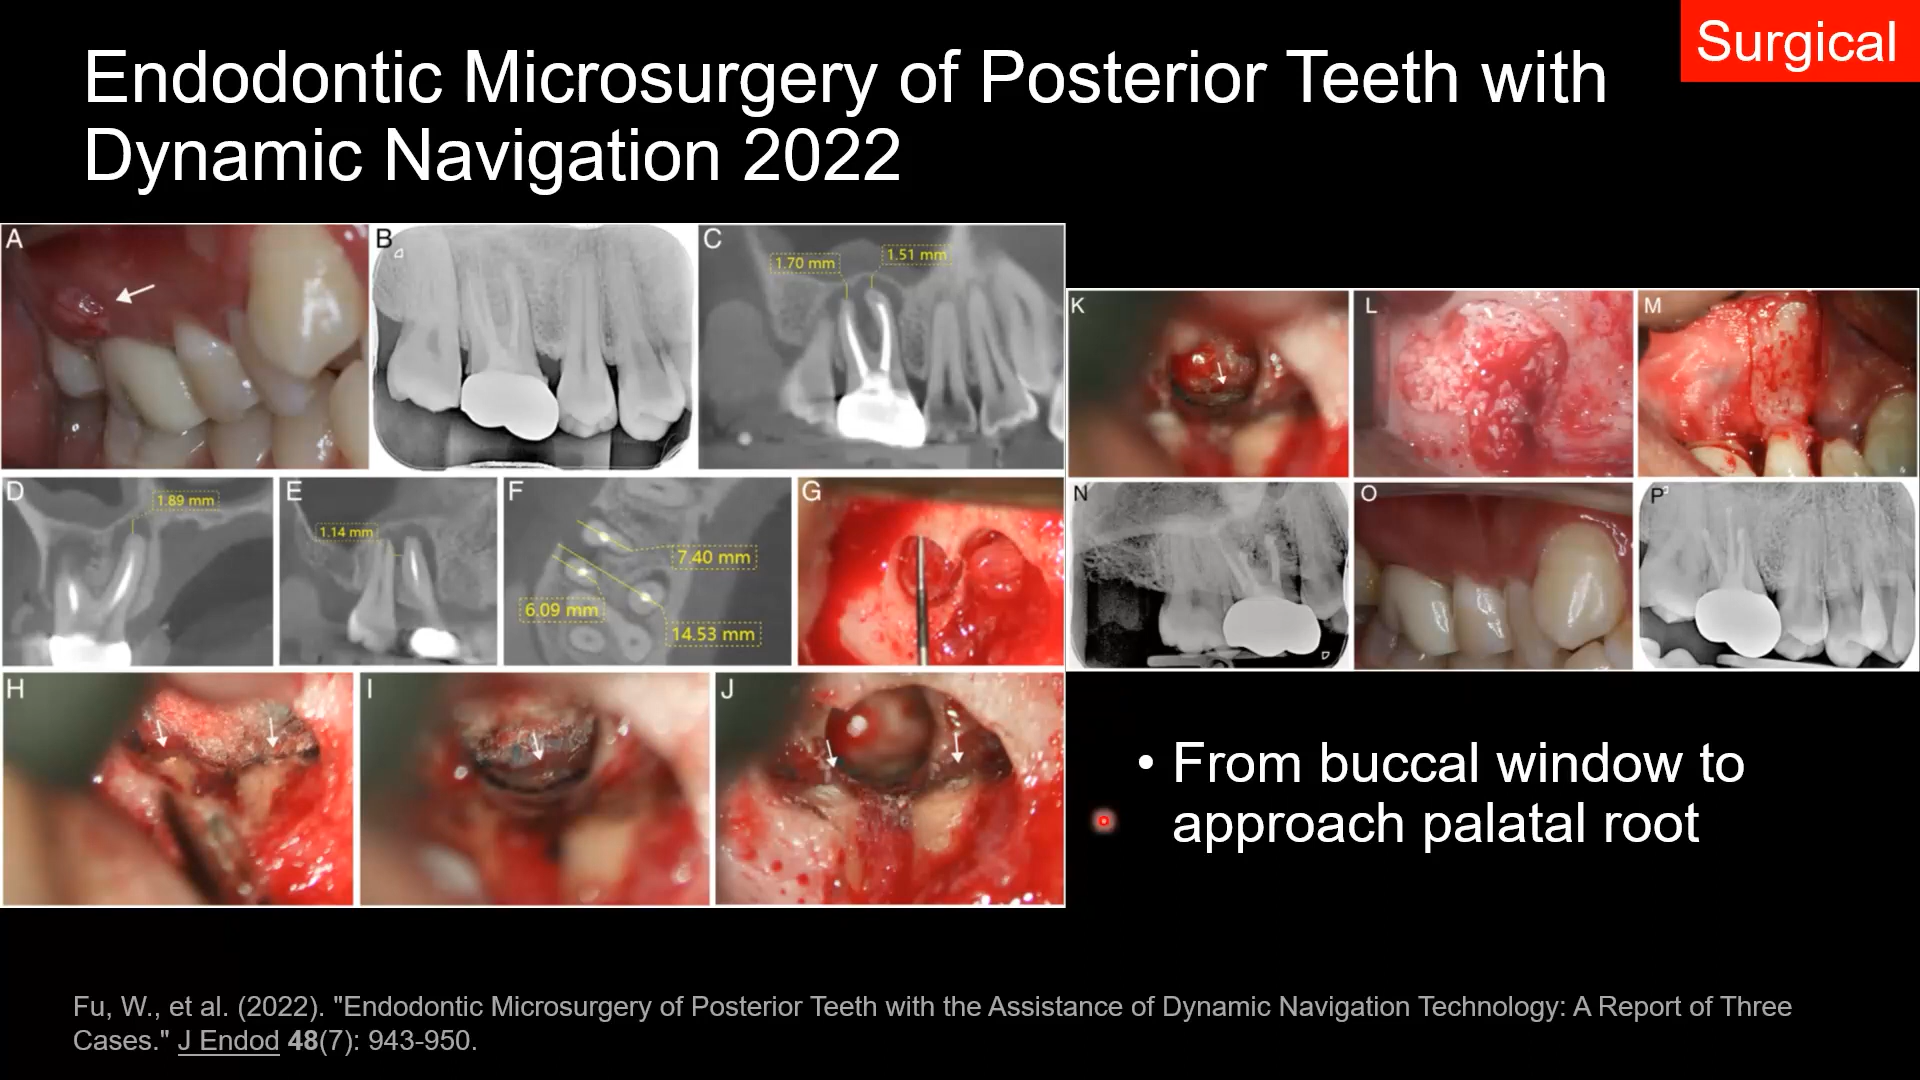 Surgical
Endodontic Microsurgery of Posterior Teeth with
Dynamic Navigation 2022
A
B
C
1.70 mm
1.51 mm
D
1.89 mm
E
1.14 mm
F
7.40 mm
6.09 mm
14.53 mm
G
H
I
J
K
L
M
N
O
P
• From buccal window to
approach palatal root
Fu, W., et al. (2022). "Endodontic Microsurgery of Posterior Teeth with the Assistance of Dynamic Navigation Technology: A Report of Three
Cases." J Endod 48(7): 943-950.